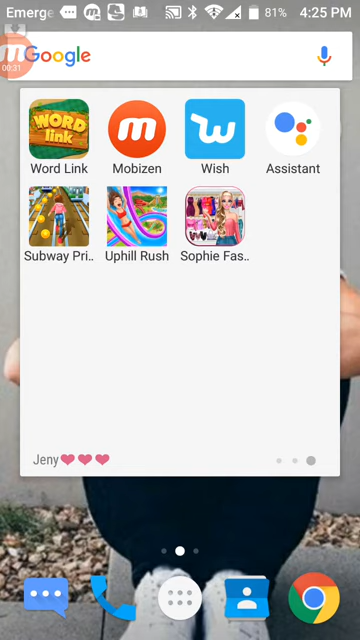 Emerge
81% 4:25 PM
Google
00:31
WORD
link
Word Link
Mobizen
Wish
Assistant
Subway Pri..
Uphill Rush
Sophie Fas..
Jeny❤❤❤